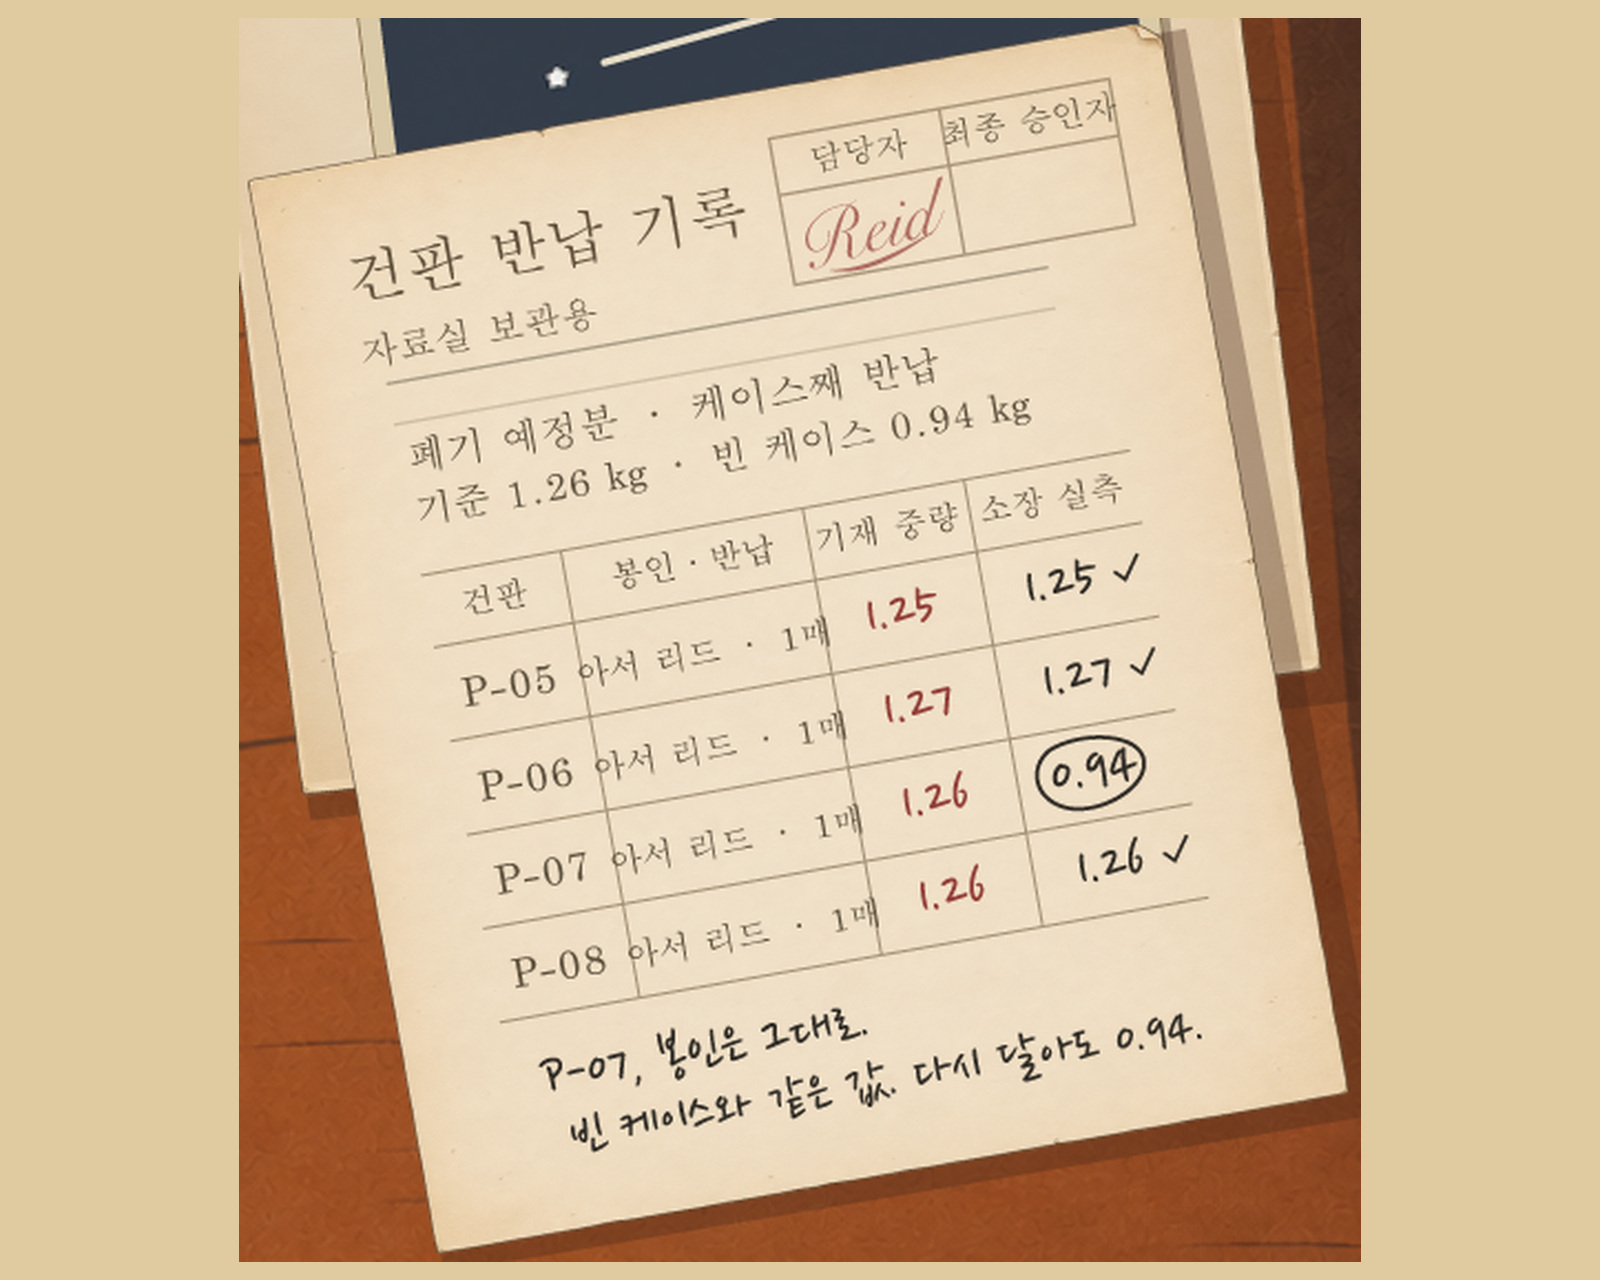 담당자 최종 승인자
Reid
건판 반납 기록
자료실 보관용
폐기 예정분 · 케이스째 반납
기준 1.26 kg · 빈 케이스 0.94 kg
건판 봉인·반납 기재 중량 소장 실측
P-05 아서 리드 · 1매 1.25 1.25 ✓
P-06 아서 리드 · 1매 1.27 1.27 ✓
P-07 아서 리드 · 1매 1.26 0.94
P-08 아서 리드 · 1매 1.26 1.26 ✓
P-07, 봉인은 그대로.
빈 케이스와 같은 값. 다시 달아도 0.94.